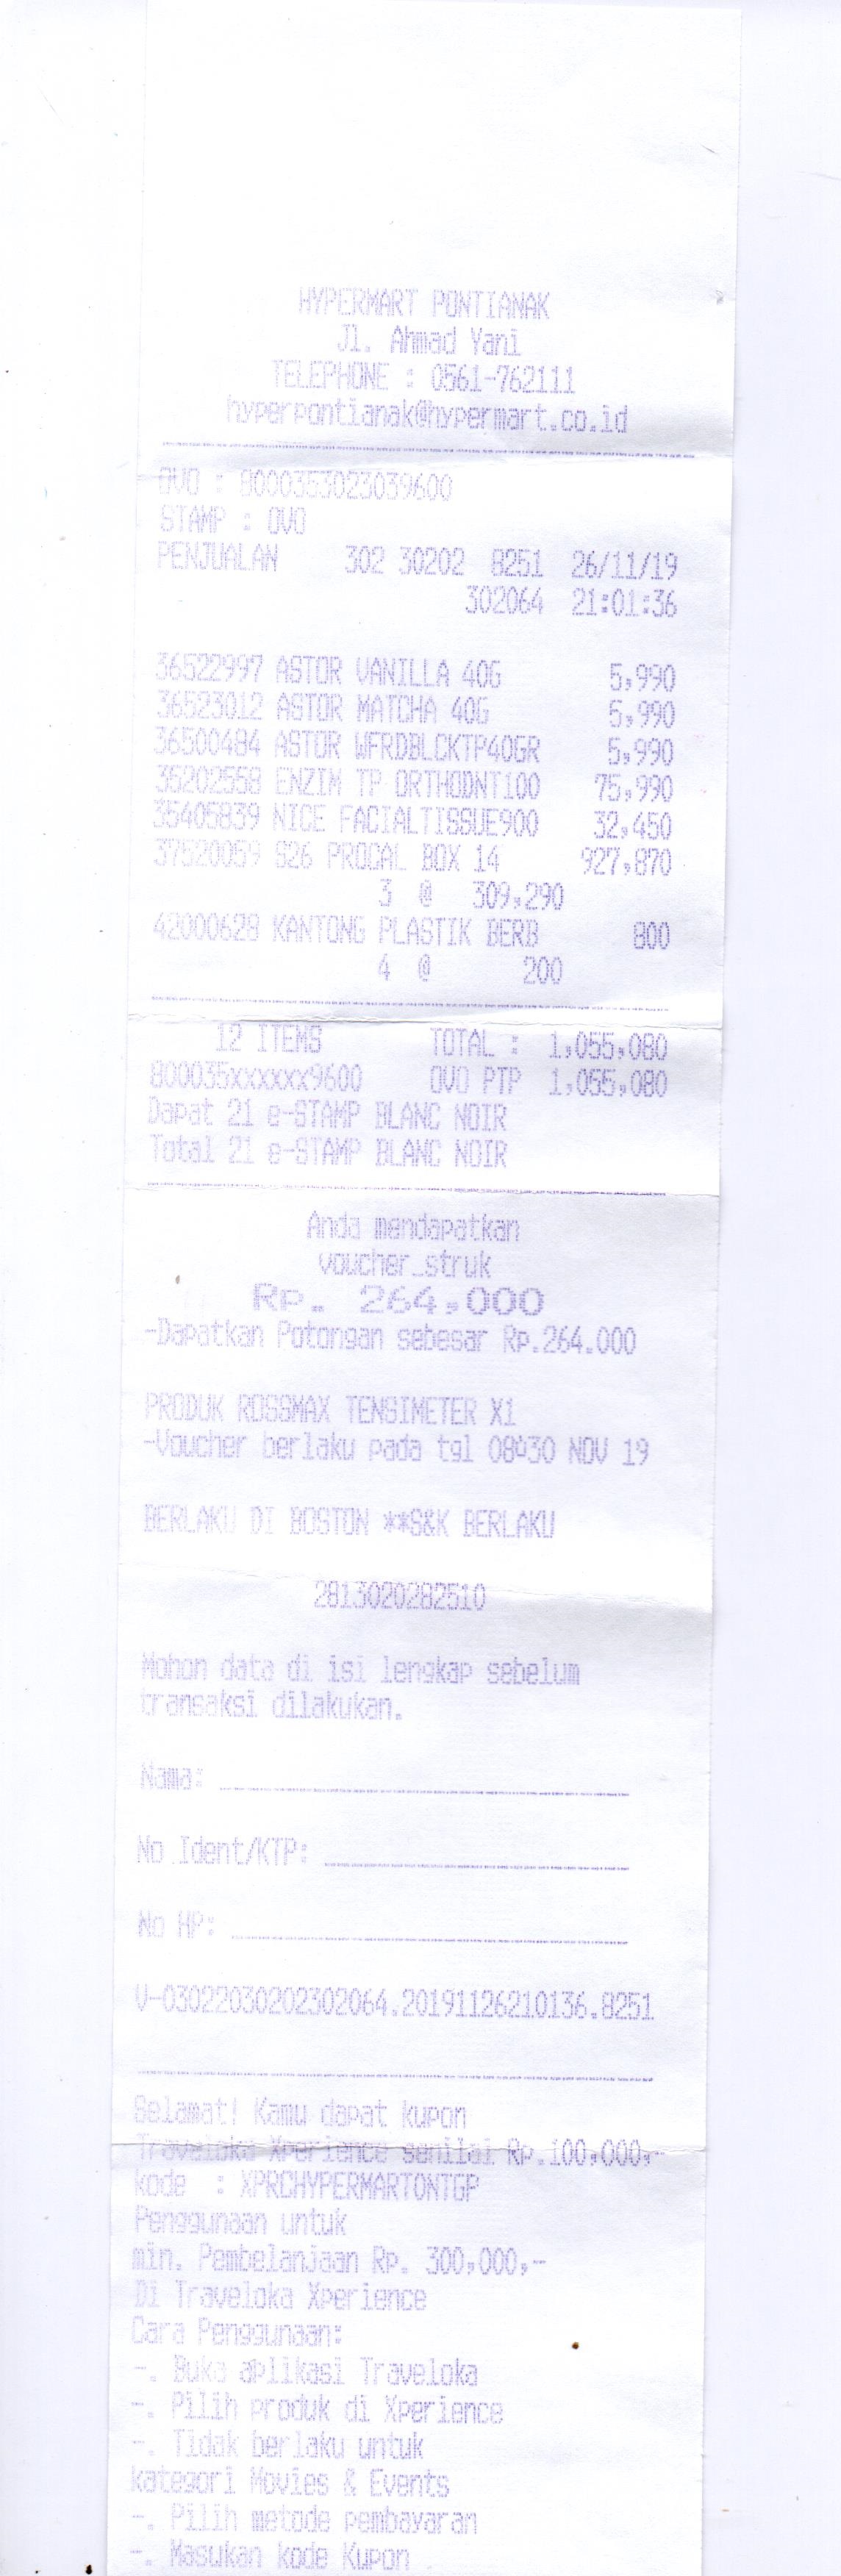 HYPERMART PONTIANAK
Jl. Ahmad Yani
TELEPHONE : 0561-762111
hyperpontianak@hypermart.co.id
OVO : 8000353023039600
STAMP : OVO
PENJUALAN 302 30202 8251 26/11/19
302064 21:01:36
36522997 ASTOR VANILLA 40G 5,990
36523012 ASTOR MATCHA 40G 5,990
36500484 ASTOR WFRDBLCKTP40GR 5,990
35202558 ENZIM TP ORTHODNT100 75,990
35405839 NICE FACIALTISSUE900 32,450
37520059 S26 PROCAL BOX 14 927,870
3 @ 309,290
42000628 KANTONG PLASTIK BERB 800
4 @ 200
12 ITEMS TOTAL : 1,055,080
800035xxxxxxx9600 OVO PTP 1,055,080
Dapat 21 e-STAMP BLANC NOIR
Total 21 e-STAMP BLANC NOIR
Anda mendapatkan
voucher_struk
Rp. 264.000
-Dapatkan Potongan sebesar Rp.264.000
PRODUK ROSSMAX TENSIMETER X1
-Voucher berlaku pada tgl 08-30 NOV 19
BERLAKU DI BOSTON **S&K BERLAKU
2813020282510
Mohon data di isi lengkap sebelum
transaksi dilakukan.
Nama:
No Ident/KTP:
No HP:
V-03022030202302064.20191126210136.8251
Selamat! Kamu dapat kupon
Traveloka Xperience senilai Rp.100,000,-
kode : XPRCHYPERMARTONTGP
Penggunaan untuk
min. Pembelanjaan Rp. 300,000,-
Di Traveloka Xperience
Cara Penggunaan:
-. Buka aplikasi Traveloka
-. Pilih produk di Xperience
-. Tidak berlaku untuk
kategori Movies & Events
-. Pilih metode pembayaran
-. Masukan kode Kupon